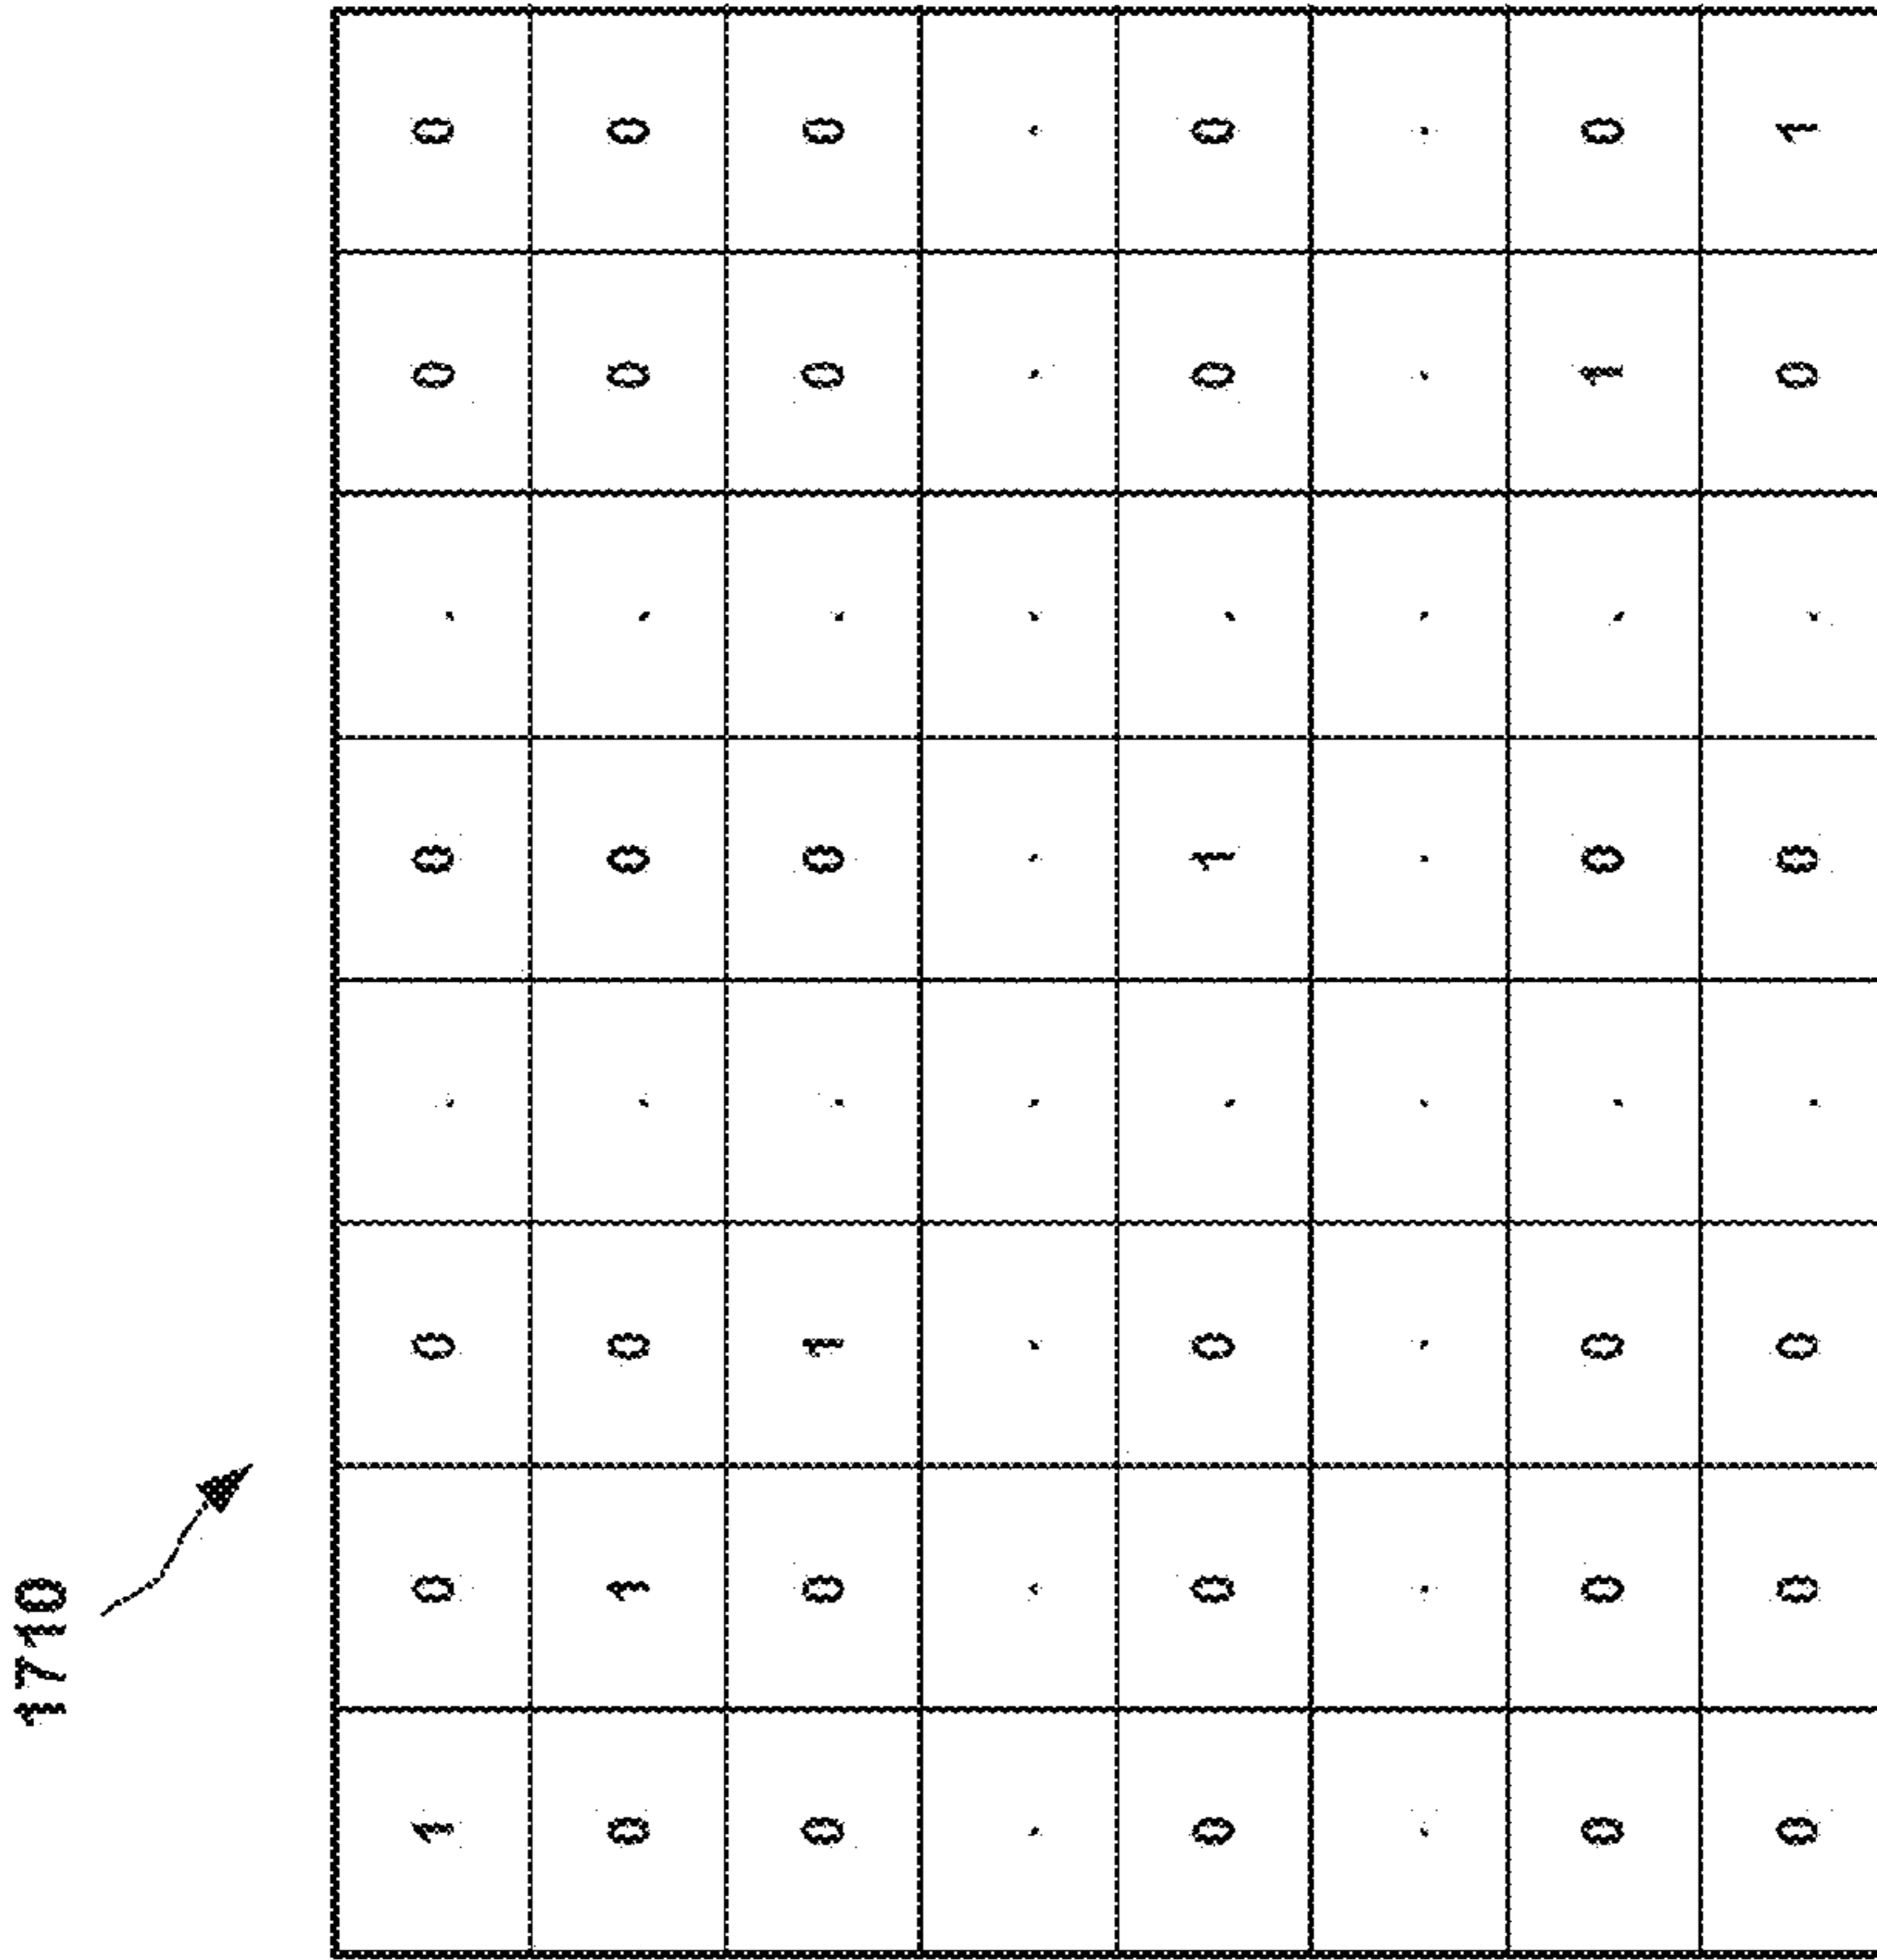 1710
1 0 0 . 0 . 0 0
0 1 0 . 0 . 0 0
0 0 1 . 0 . 0 0
. . . . . . . .
0 0 0 . 1 . 0 0
. . . . . . . .
0 0 0 . 0 . 1 0
0 0 0 . 0 . 0 1